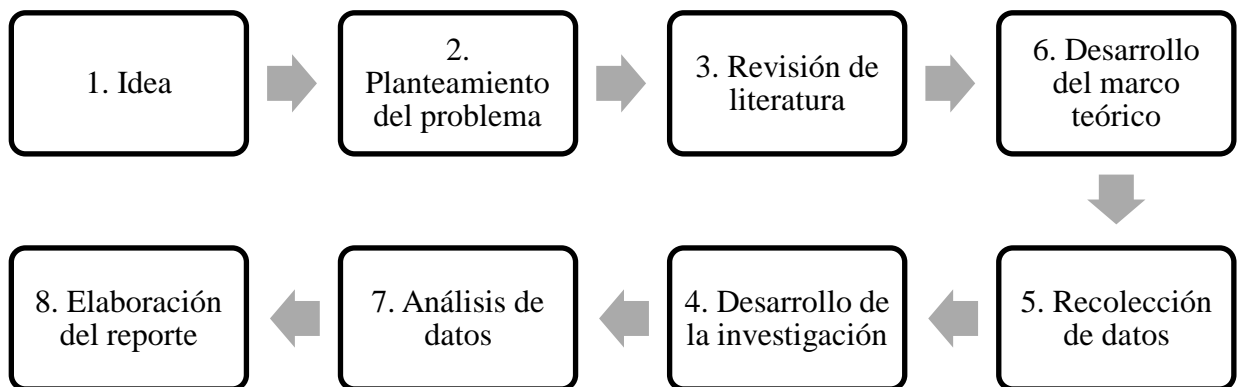 1. Idea
2.
Planteamiento
del problema
3. Revisión de
literatura
6. Desarrollo
del marco
teórico
8. Elaboración
del reporte
7. Análisis de
datos
4. Desarrollo de
la investigación
5. Recolección
de datos